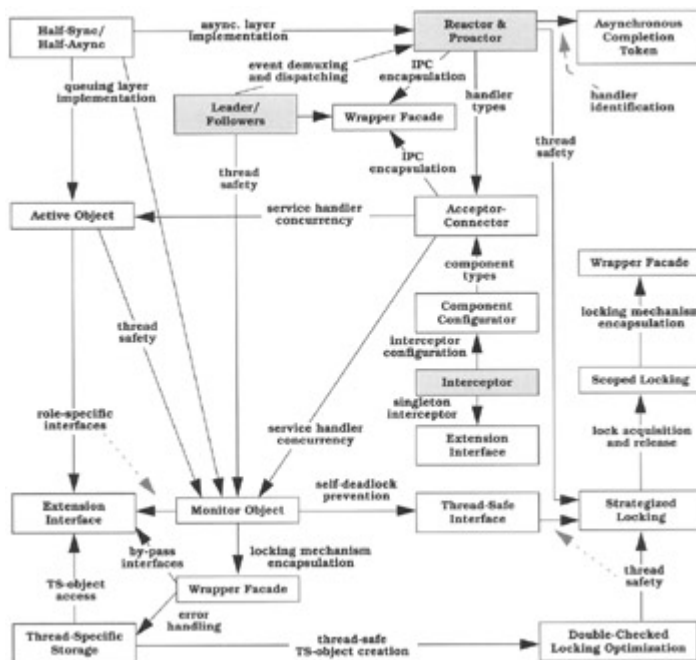 Half-Sync/
Half-Async
async. layer
implementation
Reactor &
Proactor
Asynchronous
Completion
Token
event demuxing
and dispatching
IPC
encapsulation
queuing layer
implementation
Leader/
Followers
Wrapper Facade
handler
types
handler
identification
thread
safety
IPC
encapsulation
thread
safety
Active Object
service handler
concurrency
Acceptor-
Connector
component
types
Wrapper Facade
Component
Configurator
locking mechanism
encapsulation
thread
safety
interceptor
configuration
Interceptor
Scoped Locking
singleton
interceptor
role-specific
interfaces
service handler
concurrency
Extension
Interface
lock acquisition
and release
self-deadlock
prevention
Extension
Interface
Monitor Object
Thread-Safe
Interface
Strategized
Locking
by-pass
interfaces
locking mechanism
encapsulation
TS-object
access
Wrapper Facade
thread
safety
error
handling
Thread-Specific
Storage
thread-safe
TS-object creation
Double-Checked
Locking Optimization